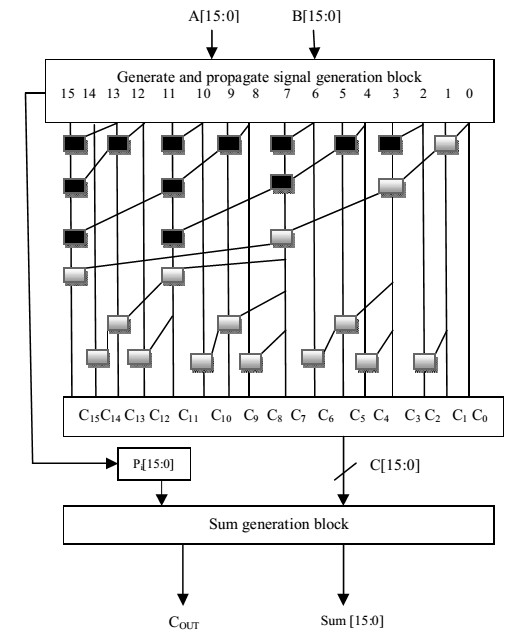 A[15:0] B[15:0]
Generate and propagate signal generation block
15 14 13 12 11 10 9 8 7 6 5 4 3 2 1 0
C₁₅ C₁₄ C₁₃ C₁₂ C₁₁ C₁₀ C₉ C₈ C₇ C₆ C₅ C₄ C₃ C₂ C₁ C₀
Pᵢ[15:0] C[15:0]
Sum generation block
C_OUT Sum [15:0]